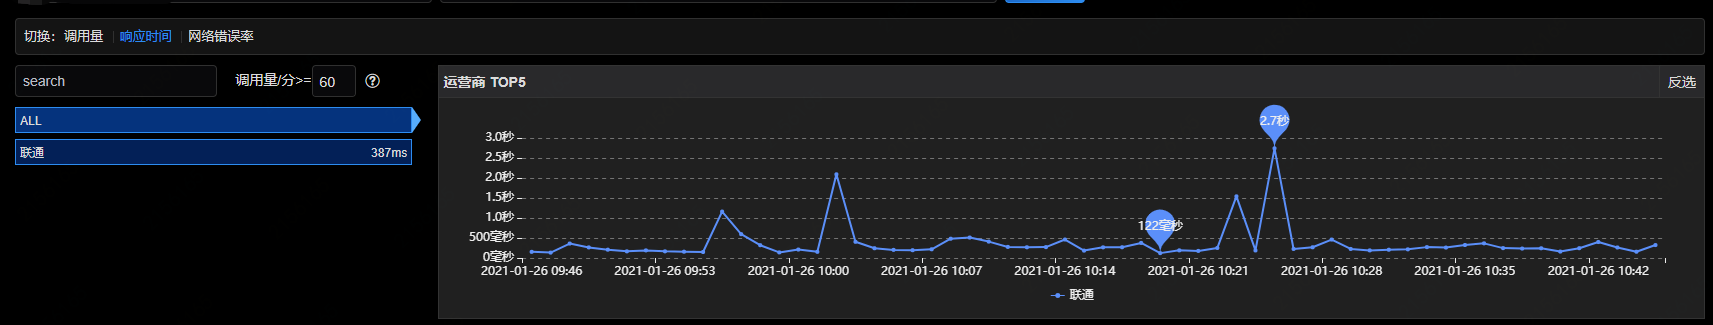 切换: 调用量 响应时间 网络错误率
search 调用量/分>= 60
ALL
联通 387ms
运营商 TOP5 反选
2.7秒
3.0秒
2.5秒
2.0秒
1.5秒
1.0秒
122毫秒
500毫秒
0毫秒
2021-01-26 09:46 2021-01-26 09:53 2021-01-26 10:00 2021-01-26 10:07 2021-01-26 10:14 2021-01-26 10:21 2021-01-26 10:28 2021-01-26 10:35 2021-01-26 10:42
联通